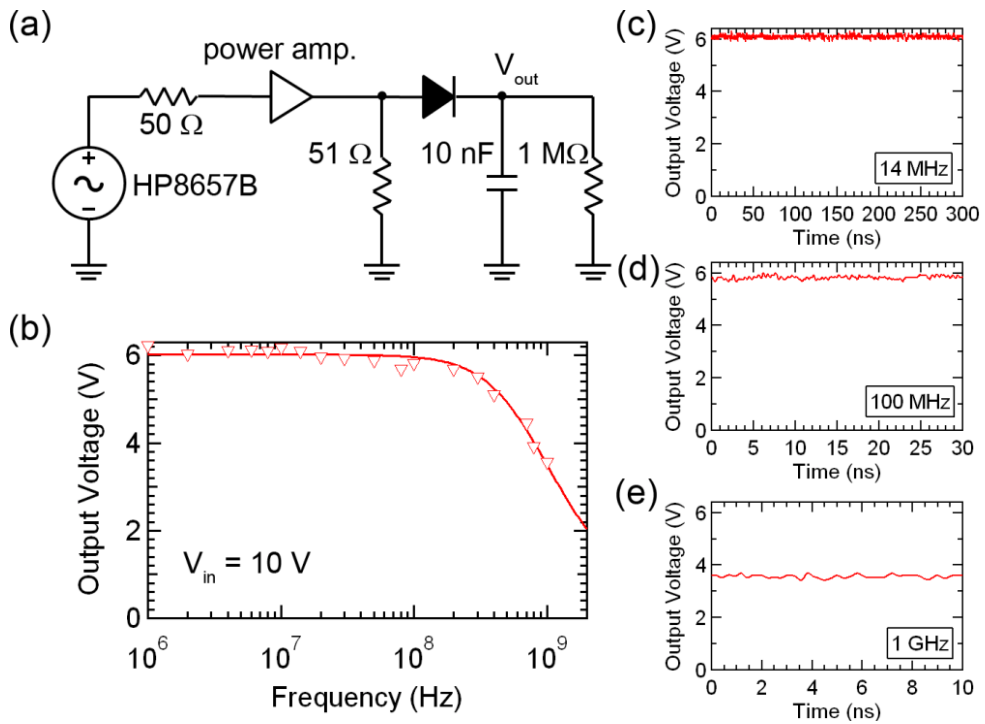 (a)
power amp.
V_out
50 Ω
51 Ω
10 nF
1 MΩ
HP8657B
+
−
(b)
Output Voltage (V)
6
4
2
0
V_in = 10 V
10^6
10^7
10^8
10^9
Frequency (Hz)
(c)
Output Voltage (V)
6
4
2
0
14 MHz
0 50 100 150 200 250 300
Time (ns)
(d)
Output Voltage (V)
6
4
2
0
100 MHz
0 5 10 15 20 25 30
Time (ns)
(e)
Output Voltage (V)
6
4
2
0
1 GHz
0 2 4 6 8 10
Time (ns)